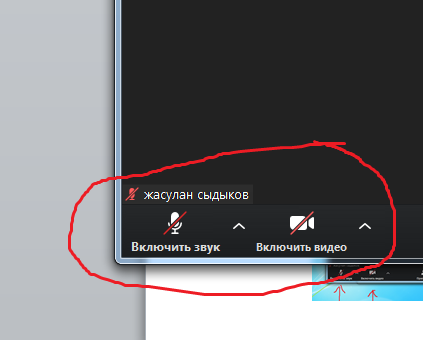 жасулан сыдыков
Включить звук
Включить видео